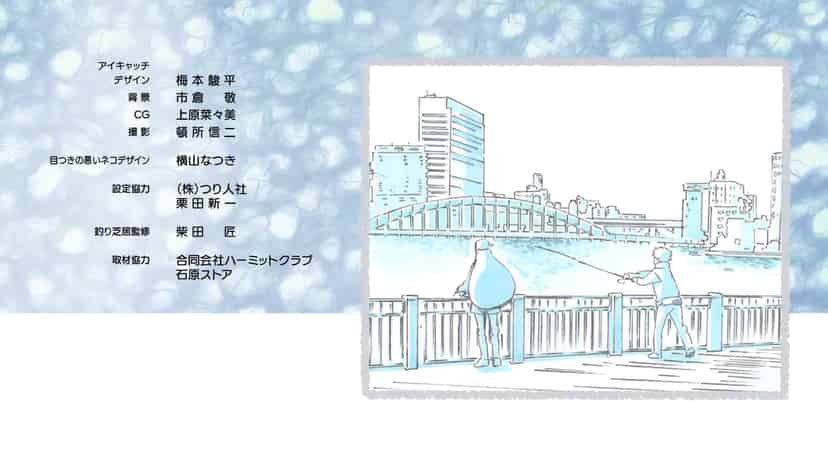 アイキャッチ
デザイン 梅本駿平
背景 市倉 敬
CG 上原菜々美
撮影 頓所信二
目つきの悪いネコデザイン 横山なつき
設定協力 (株)つり人社
栗田新一
釣り芝居監修 柴田 匠
取材協力 合同会社ハーミットクラブ
石原ストア